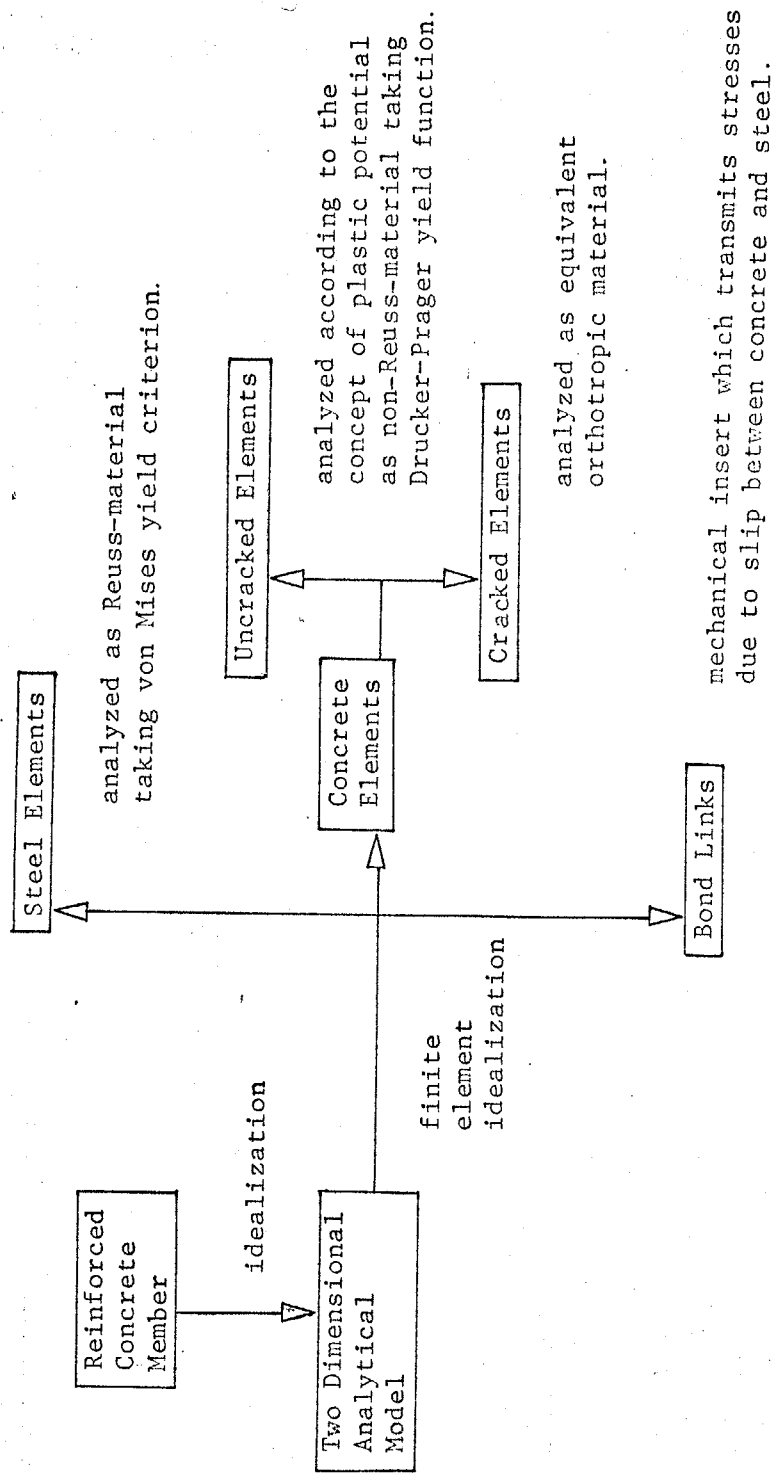 Reinforced
Concrete
Member
idealization
Two Dimensional
Analytical
Model
finite
element
idealization
Steel Elements
analyzed as Reuss-material
taking von Mises yield criterion.
Concrete
Elements
Uncracked Elements
analyzed according to the
concept of plastic potential
as non-Reuss-material taking
Drucker-Prager yield function.
Cracked Elements
analyzed as equivalent
orthotropic material.
Bond Links
mechanical insert which transmits stresses
due to slip between concrete and steel.